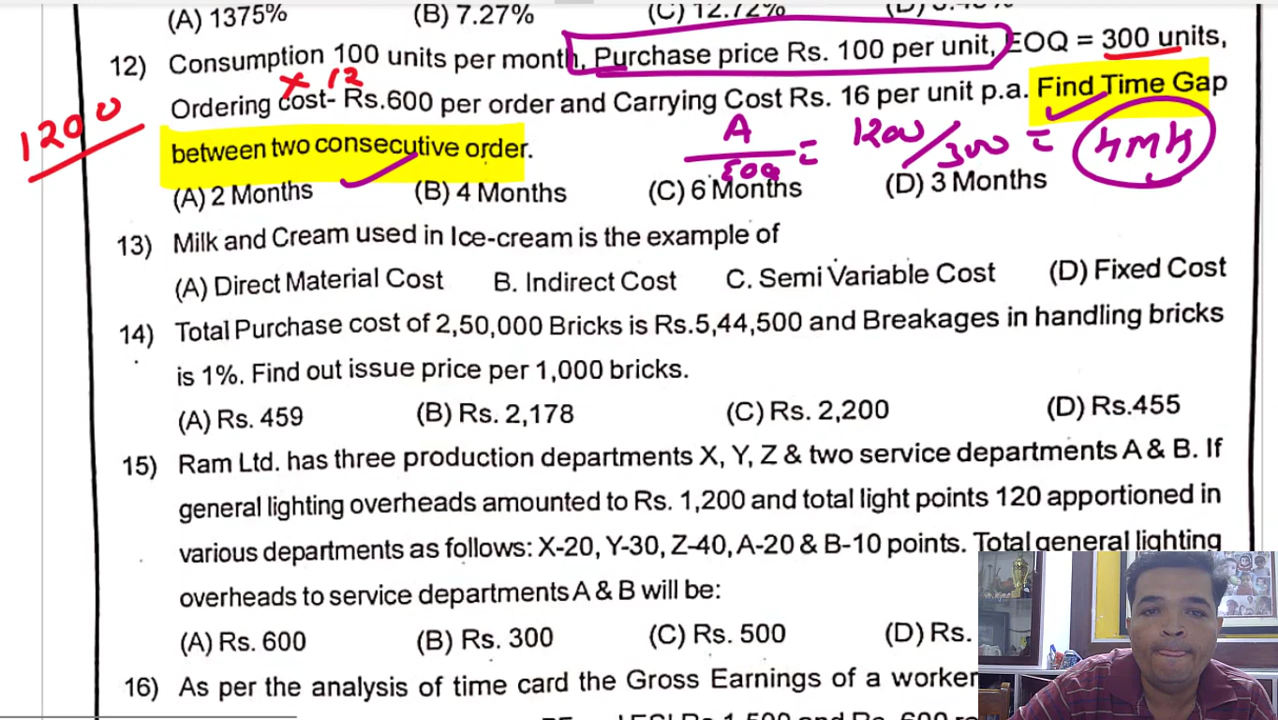 (A) 1375% (B) 7.27% (C) 12.72%
12) Consumption 100 units per month, Purchase price Rs. 100 per unit, EOQ = 300 units,
× 12
Ordering cost- Rs.600 per order and Carrying Cost Rs. 16 per unit p.a. Find Time Gap
1200
between two consecutive order.
A / EOQ = 1200/300 =
(A) 2 Months (B) 4 Months (C) 6 Months (D) 3 Months
13) Milk and Cream used in Ice-cream is the example of
(A) Direct Material Cost B. Indirect Cost C. Semi Variable Cost (D) Fixed Cost
14) Total Purchase cost of 2,50,000 Bricks is Rs.5,44,500 and Breakages in handling bricks
is 1%. Find out issue price per 1,000 bricks.
(A) Rs. 459 (B) Rs. 2,178 (C) Rs. 2,200 (D) Rs.455
15) Ram Ltd. has three production departments X, Y, Z & two service departments A & B. If
general lighting overheads amounted to Rs. 1,200 and total light points 120 apportioned in
various departments as follows: X-20, Y-30, Z-40, A-20 & B-10 points. Total general lighting
overheads to service departments A & B will be:
(A) Rs. 600 (B) Rs. 300 (C) Rs. 500 (D) Rs.
16) As per the analysis of time card the Gross Earnings of a worker